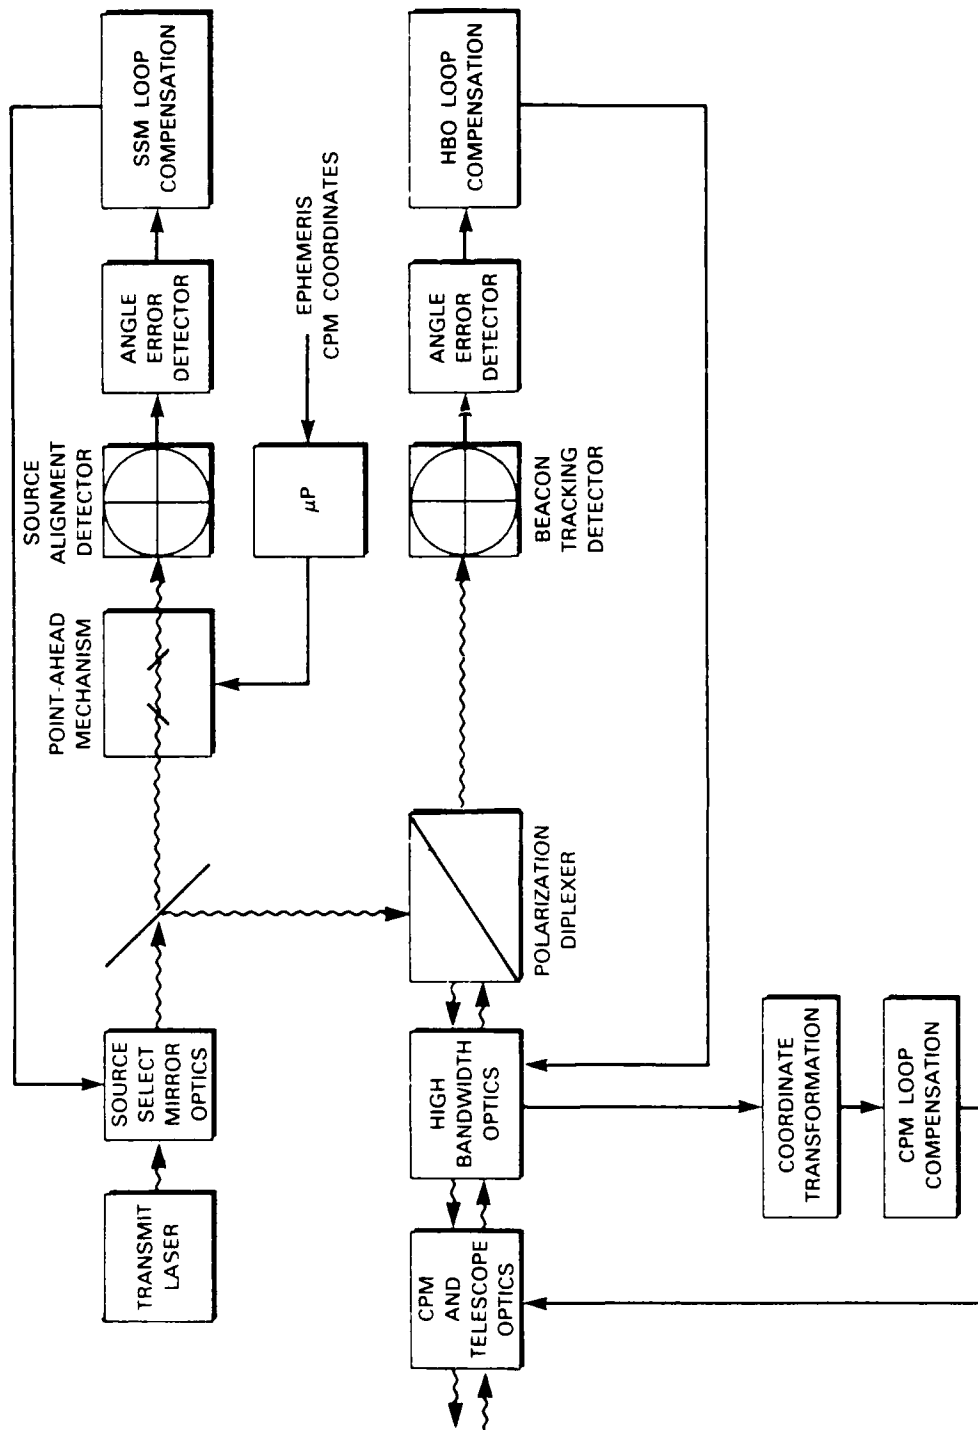 TRANSMIT
LASER
SOURCE
SELECT
MIRROR
OPTICS
POINT-AHEAD
MECHANISM
SOURCE
ALIGNMENT
DETECTOR
ANGLE
ERROR
DETECTOR
SSM LOOP
COMPENSATION
μP
EPHEMERIS
CPM COORDINATES
CPM
AND
TELESCOPE
OPTICS
HIGH
BANDWIDTH
OPTICS
POLARIZATION
DIPLEXER
BEACON
TRACKING
DETECTOR
ANGLE
ERROR
DETECTOR
HBO LOOP
COMPENSATION
COORDINATE
TRANSFORMATION
CPM LOOP
COMPENSATION